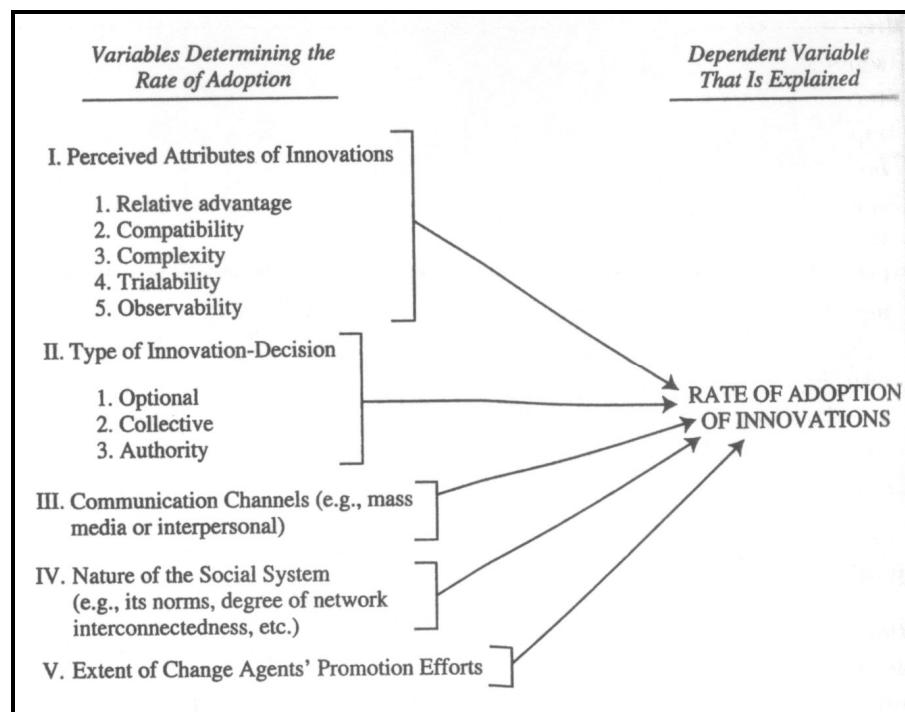 Variables Determining the
Rate of Adoption
Dependent Variable
That Is Explained
I. Perceived Attributes of Innovations
1. Relative advantage
2. Compatibility
3. Complexity
4. Trialability
5. Observability
II. Type of Innovation-Decision
1. Optional
2. Collective
3. Authority
III. Communication Channels (e.g., mass
media or interpersonal)
IV. Nature of the Social System
(e.g., its norms, degree of network
interconnectedness, etc.)
V. Extent of Change Agents’ Promotion Efforts
RATE OF ADOPTION
OF INNOVATIONS